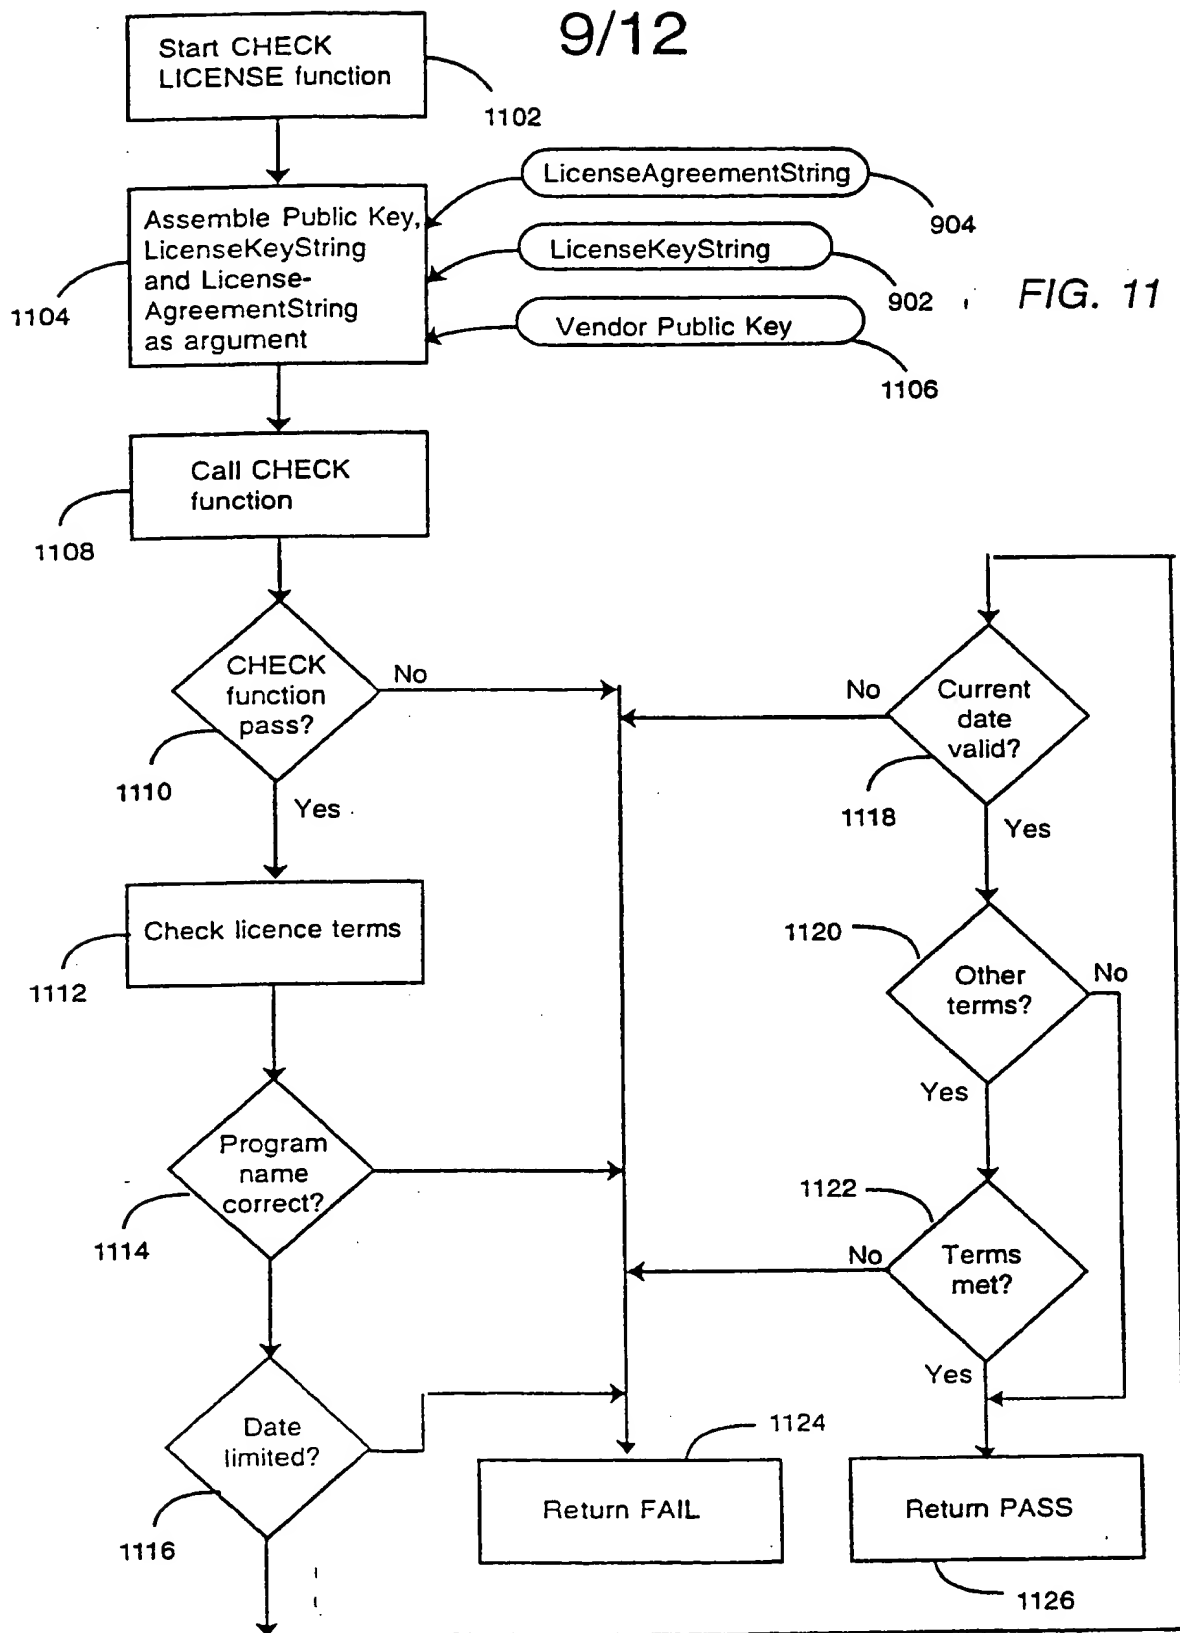 9/12
Start CHECK
LICENSE function
1102
LicenseAgreementString
904
Assemble Public Key,
LicenseKeyString
and License-
AgreementString
as argument
1104
LicenseKeyString
902
FIG. 11
Vendor Public Key
1106
Call CHECK
function
1108
CHECK
function
pass?
No
1110
Yes
No
Current
date
valid?
1118
Yes
Check licence terms
1112
1120
Other
terms?
No
Yes
Program
name
correct?
1114
1122
No
Terms
met?
Yes
Date
limited?
1116
1124
Return FAIL
Return PASS
1126